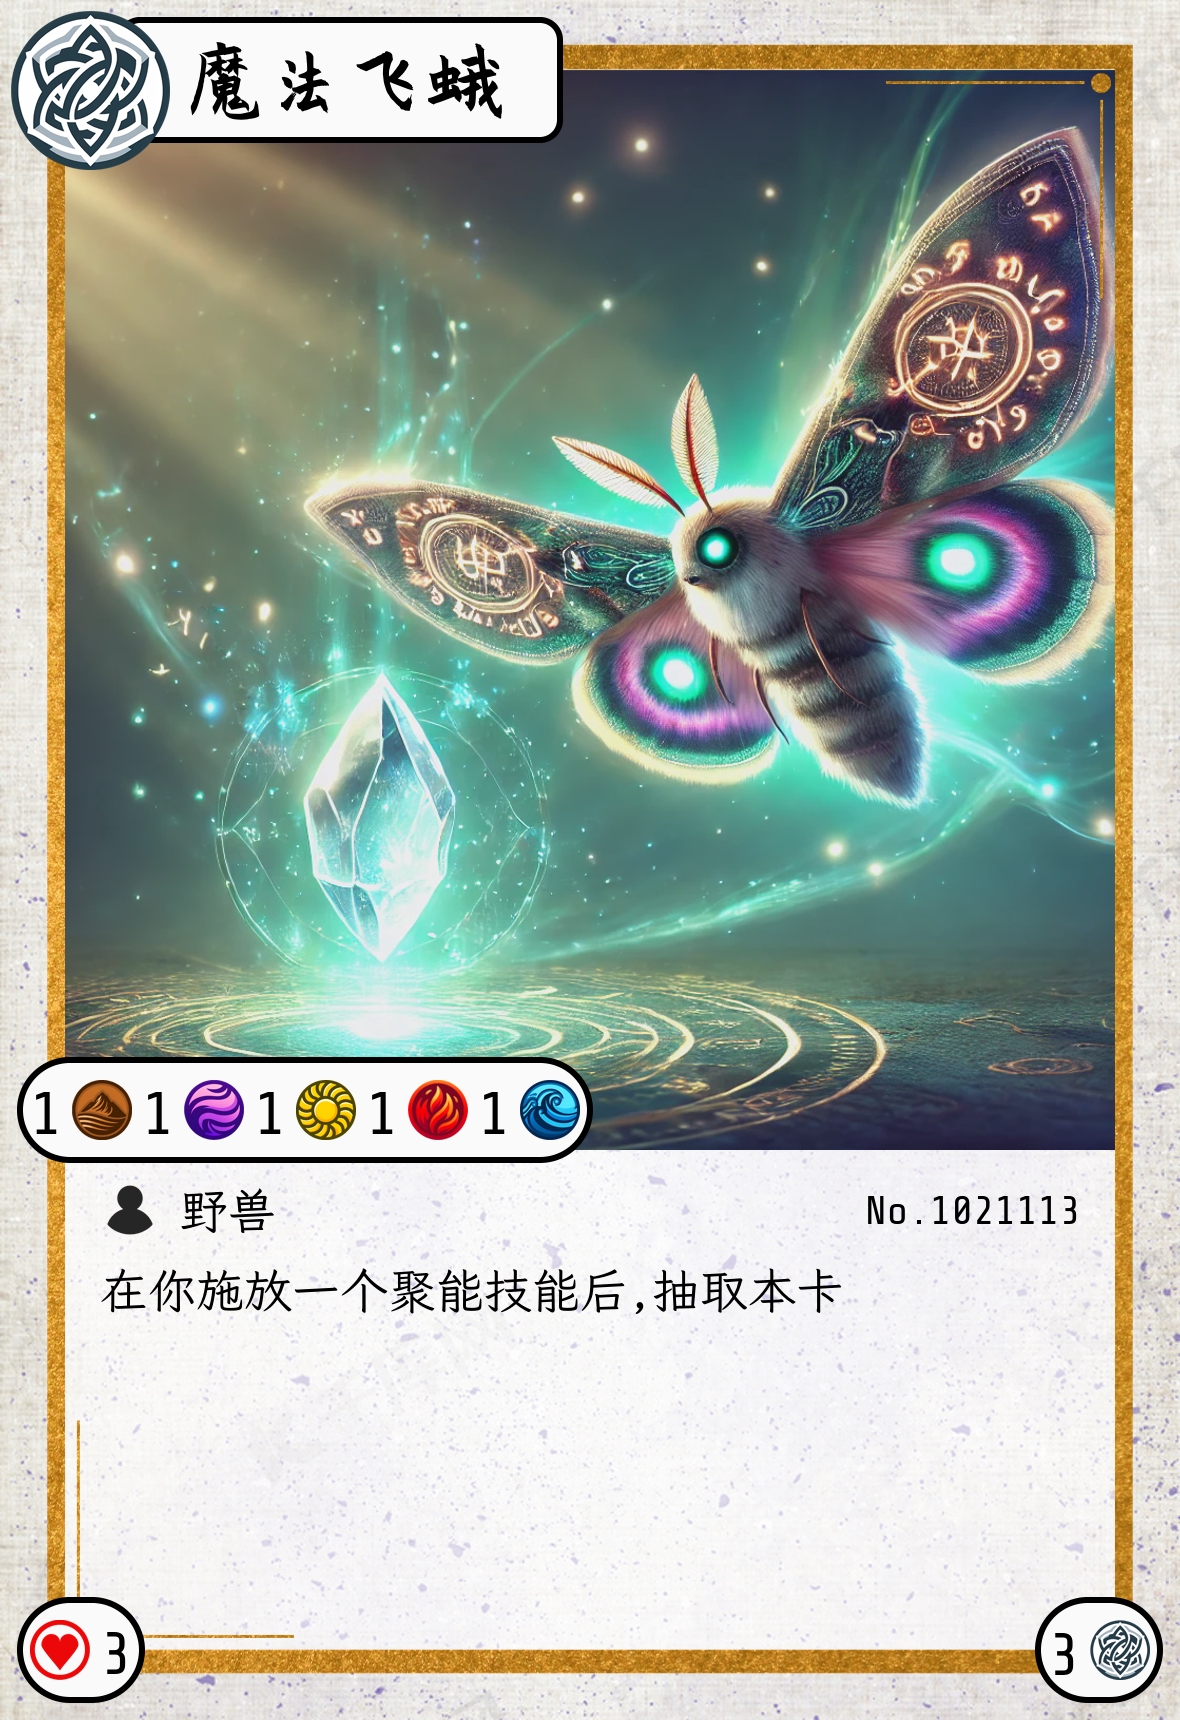 魔法飞蛾
1 1 1 1 1
野兽 No.1021113
在你施放一个聚能技能后,抽取本卡
3 3